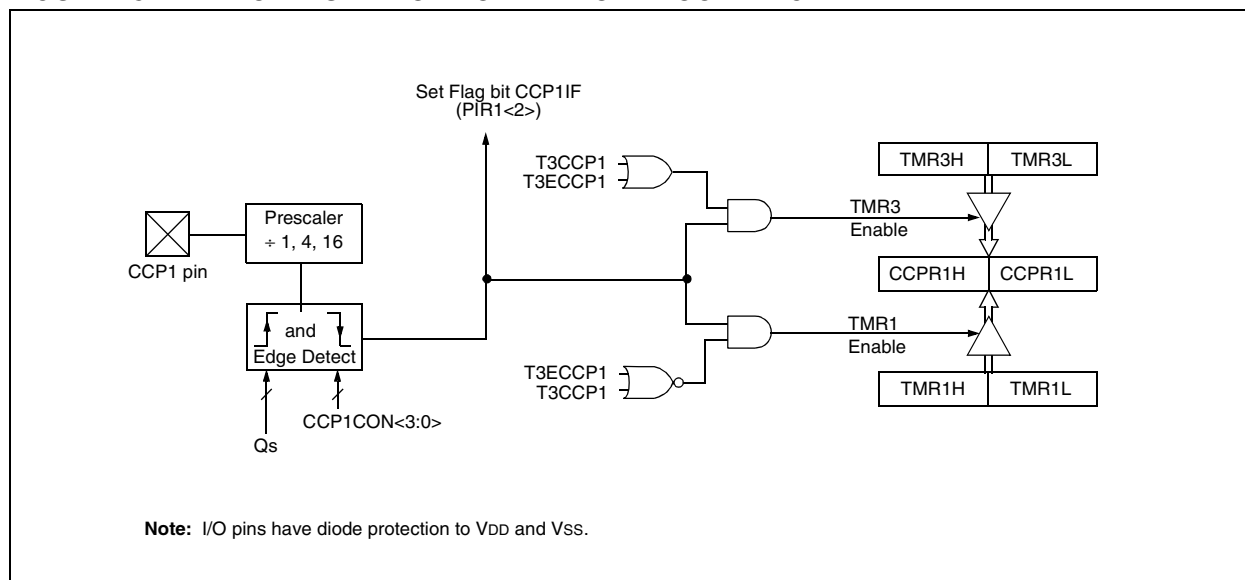 Set Flag bit CCP1IF
(PIR1<2>)
T3CCP1
T3ECCP1
TMR3H TMR3L
Prescaler
÷ 1, 4, 16
TMR3
Enable
CCP1 pin
CCPR1H CCPR1L
and
Edge Detect
TMR1
Enable
T3ECCP1
T3CCP1
TMR1H TMR1L
CCP1CON<3:0>
Qs
Note: I/O pins have diode protection to VDD and VSS.